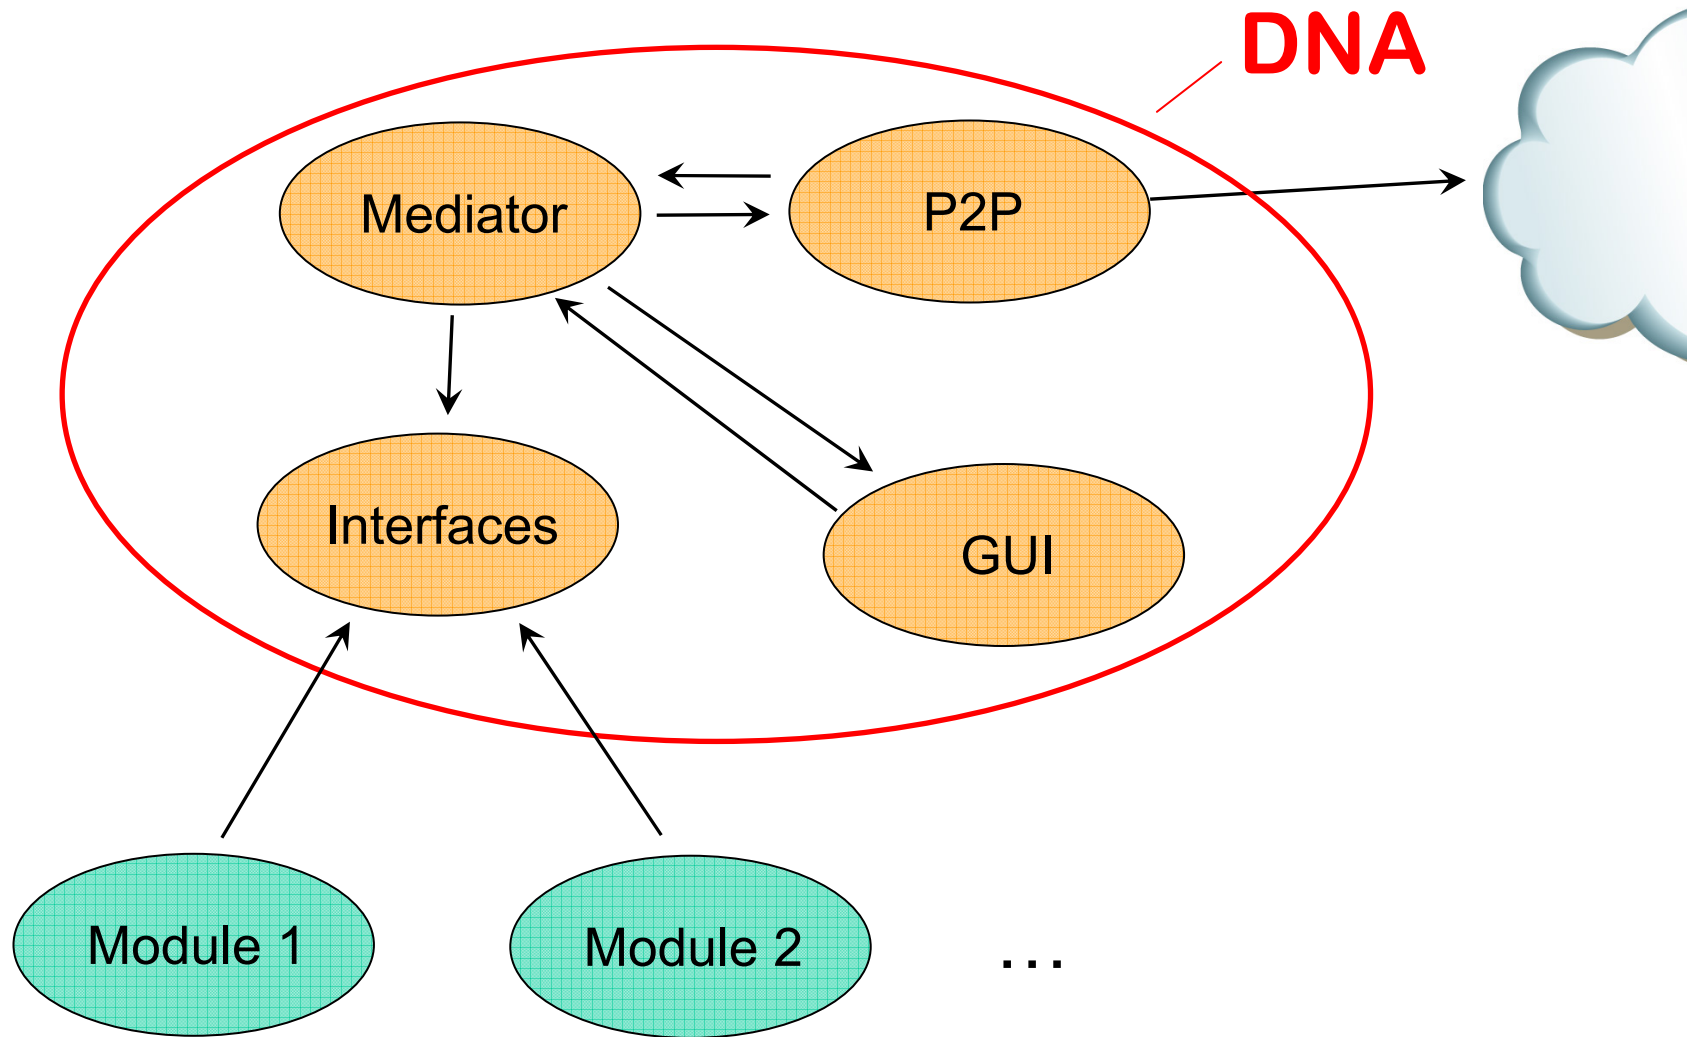 DNA
Mediator
P2P
Interfaces
GUI
Module 1
Module 2
...